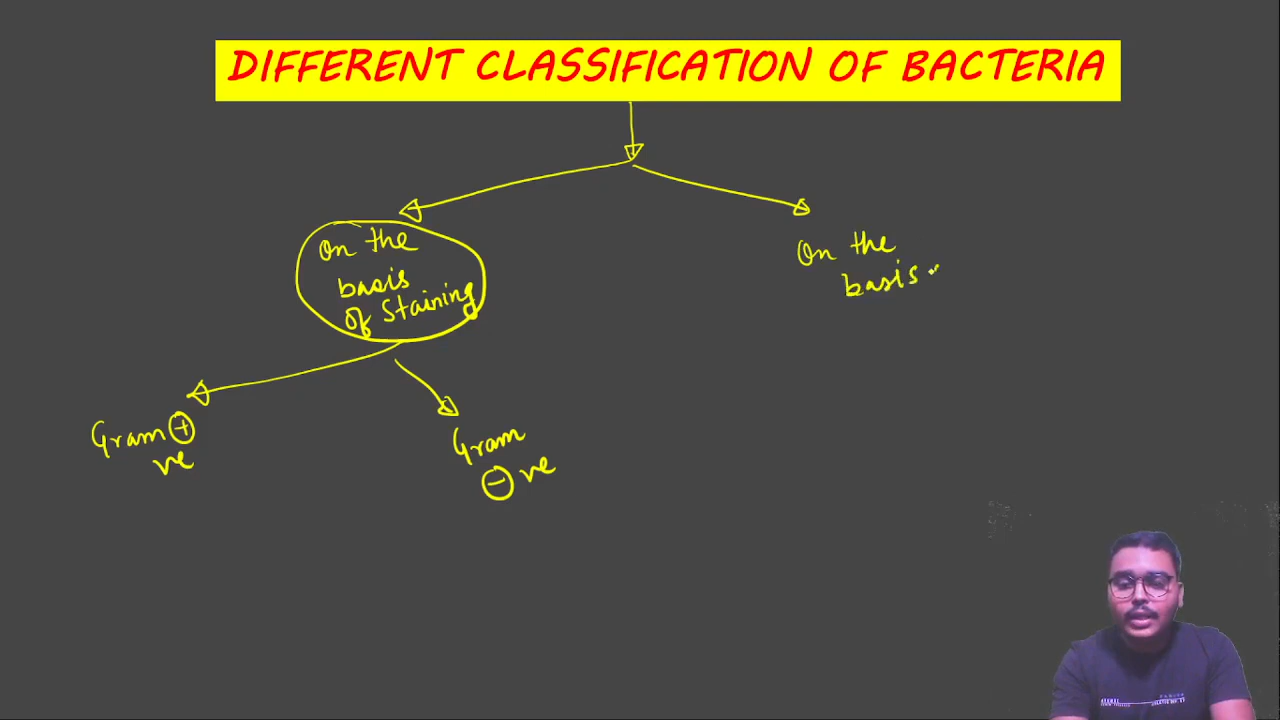 DIFFERENT CLASSIFICATION OF BACTERIA
On the
basis
of Staining
On the
basis
Gram +
ve
Gram
- ve